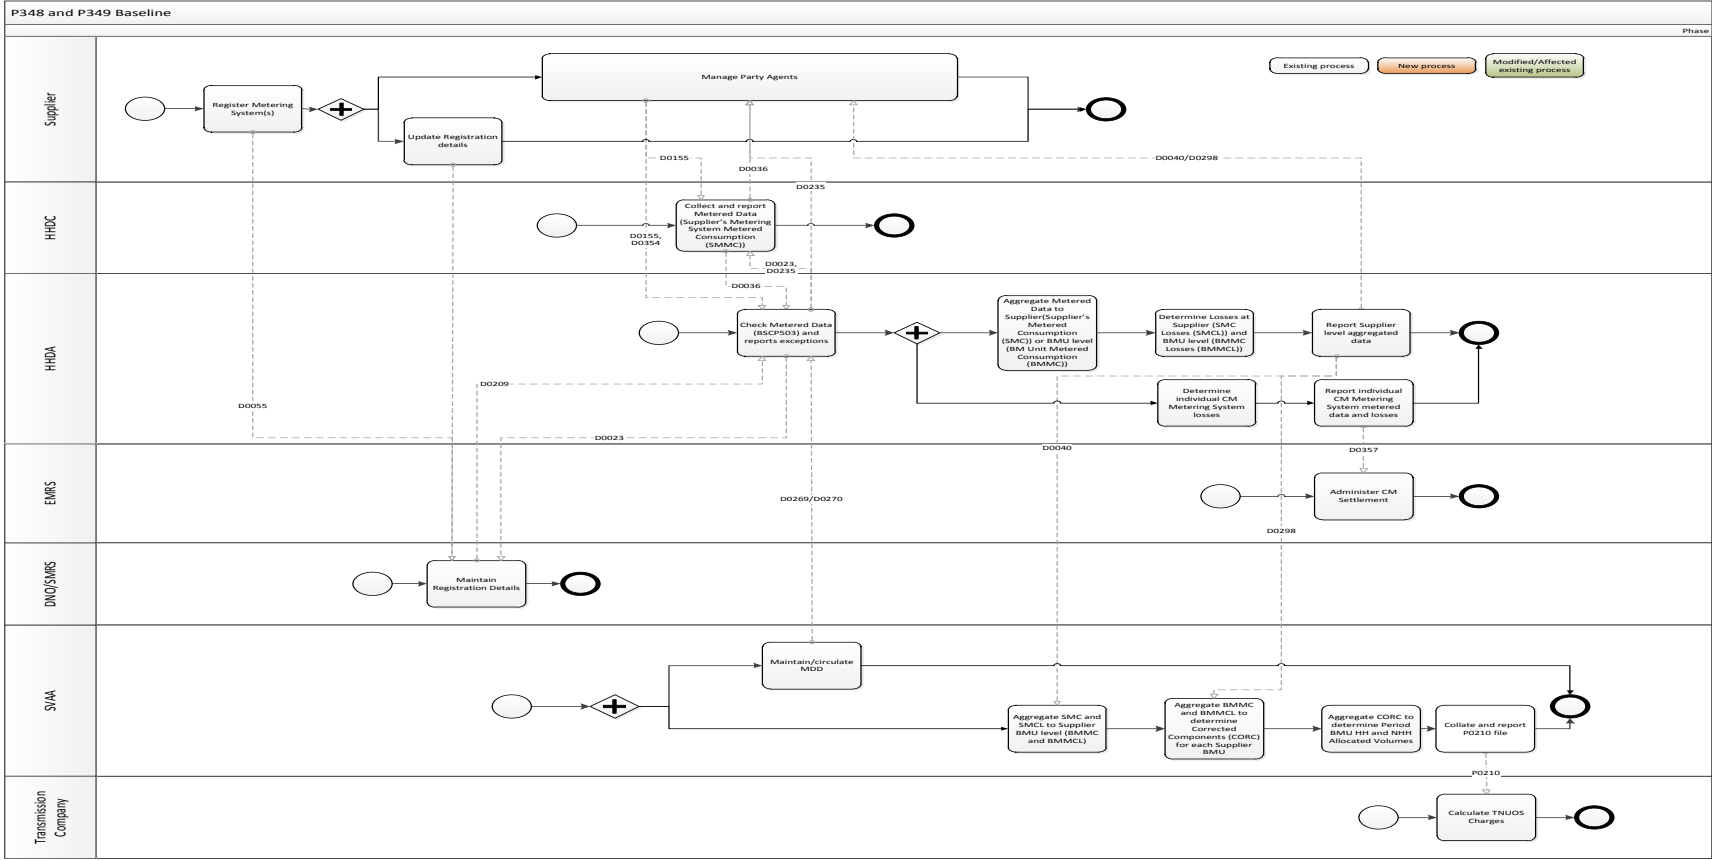 P348 and P349 Baseline
Phase
Supplier
Register Metering
System(s)
Manage Party Agents
Update Registration
details
Existing process
New process
Modified/Affected
existing process
D0155
D0036
D0235
D0040/D0298
HHDC
Collect and report
Metered Data
(Supplier's Metering
System Metered
Consumption
(SMMC))
D0155,
D0354
D0023,
D0235
HHDA
D0036
Check Metered Data
(BSCP503) and
reports exceptions
Aggregate Metered
Data to
Supplier(Supplier's
Metered
Consumption
(SMC)) or BMU level
(BM Unit Metered
Consumption
(BMMC))
Determine Losses at
Supplier (SMC
Losses (SMCL)) and
BMU level (BMMC
Losses (BMMCL))
Report Supplier
level aggregated
data
D0209
Determine
individual CM
Metering System
losses
Report individual
CM Metering
System metered
data and losses
D0055
D0023
D0040
D0357
EMRS
D0269/D0270
Administer CM
Settlement
D0298
DNO/SMRS
Maintain
Registration Details
SVAA
Maintain/circulate
MDD
Aggregate SMC and
SMCL to Supplier
BMU level (BMMC
and BMMCL)
Aggregate BMMC
and BMMCL to
determine
Corrected
Components (CORC)
for each Supplier
BMU
Aggregate CORC to
determine Period
BMU HH and NHH
Allocated Volumes
Collate and report
P0210 file
P0210
Transmission
Company
Calculate TNUOS
Charges